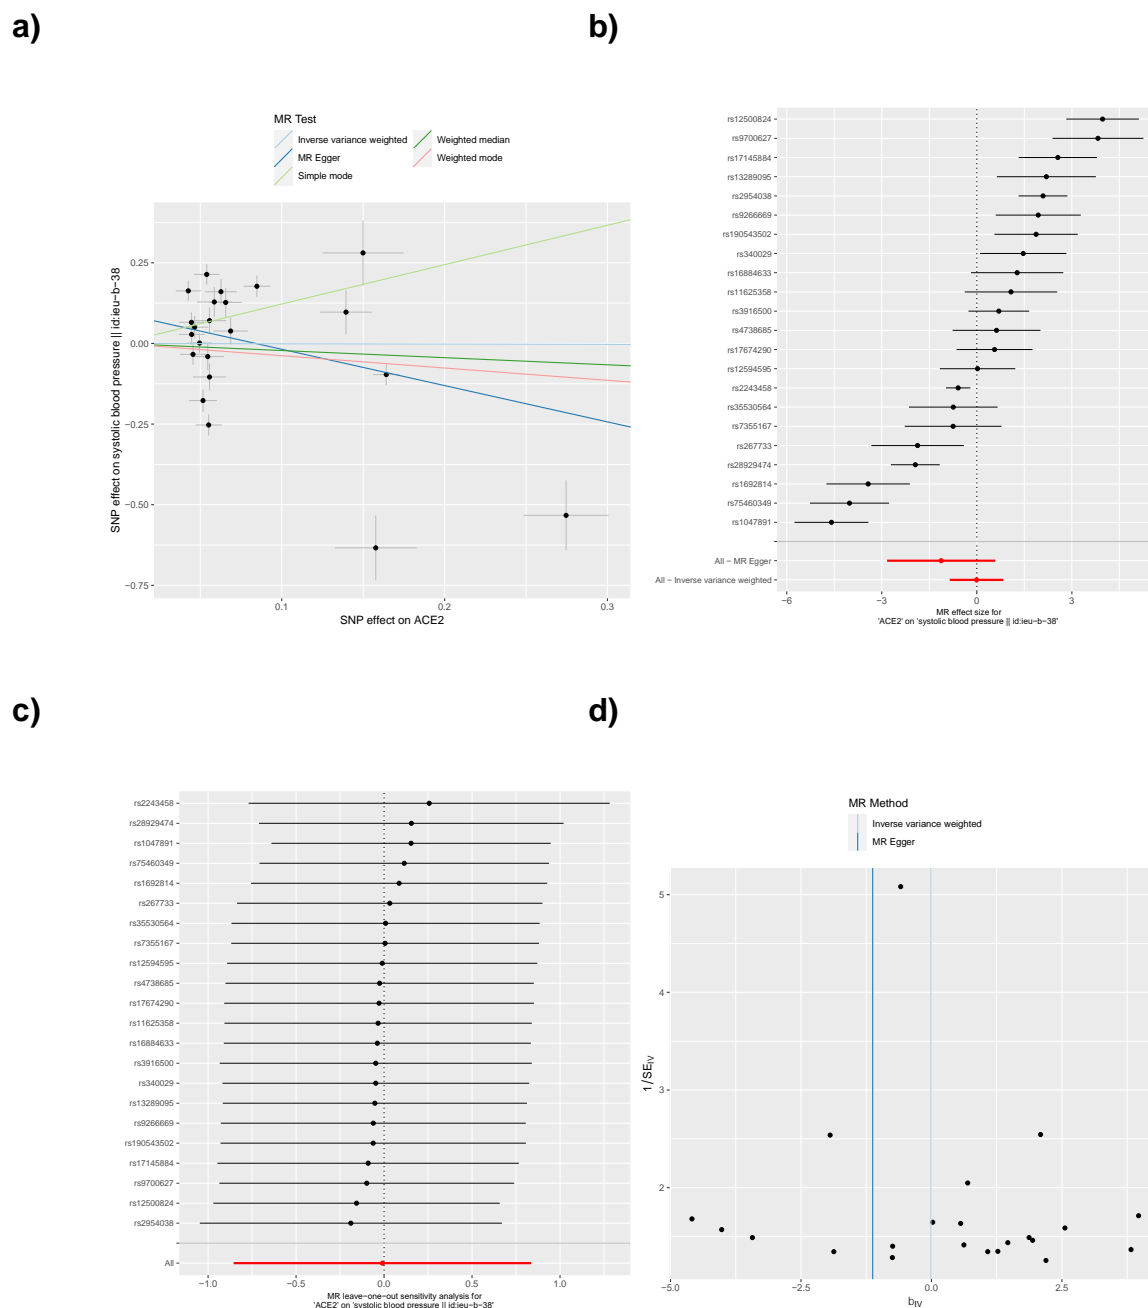 a)
MR Test
Inverse variance weighted
Weighted median
MR Egger
Weighted mode
Simple mode
SNP effect on systolic blood pressure || id:ieu−b−38
0.25
0.00
−0.25
−0.50
−0.75
0.1
0.2
0.3
SNP effect on ACE2
b)
rs12500824
rs9700627
rs17145884
rs13289095
rs2954038
rs9266669
rs190543502
rs340029
rs16884633
rs11625358
rs3916500
rs4738685
rs17674290
rs12594595
rs2243458
rs35530564
rs7355167
rs267733
rs28929474
rs1692814
rs75460349
rs1047891
All − MR Egger
All − Inverse variance weighted
−6
−3
0
3
MR effect size for
'ACE2' on 'systolic blood pressure || id:ieu−b−38'
c)
rs2243458
rs28929474
rs1047891
rs75460349
rs1692814
rs267733
rs35530564
rs7355167
rs12594595
rs4738685
rs17674290
rs11625358
rs16884633
rs3916500
rs340029
rs13289095
rs9266669
rs190543502
rs17145884
rs9700627
rs12500824
rs2954038
All
−1.0
−0.5
0.0
0.5
1.0
MR leave−one−out sensitivity analysis for
'ACE2' on 'systolic blood pressure || id:ieu−b−38'
d)
MR Method
Inverse variance weighted
MR Egger
1/SE_IV
5
4
3
2
−5.0
−2.5
0.0
2.5
b_IV